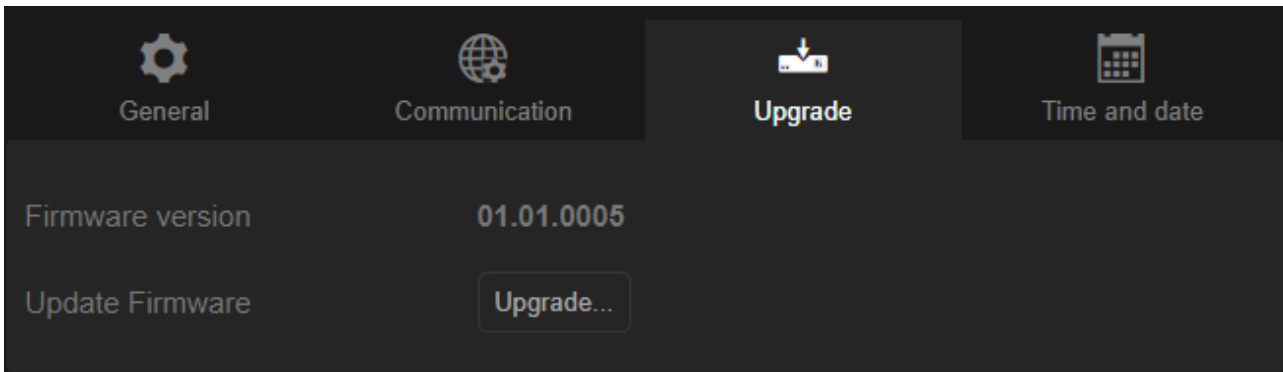 General
Communication
Upgrade
Time and date
Firmware version
01.01.0005
Update Firmware
Upgrade...